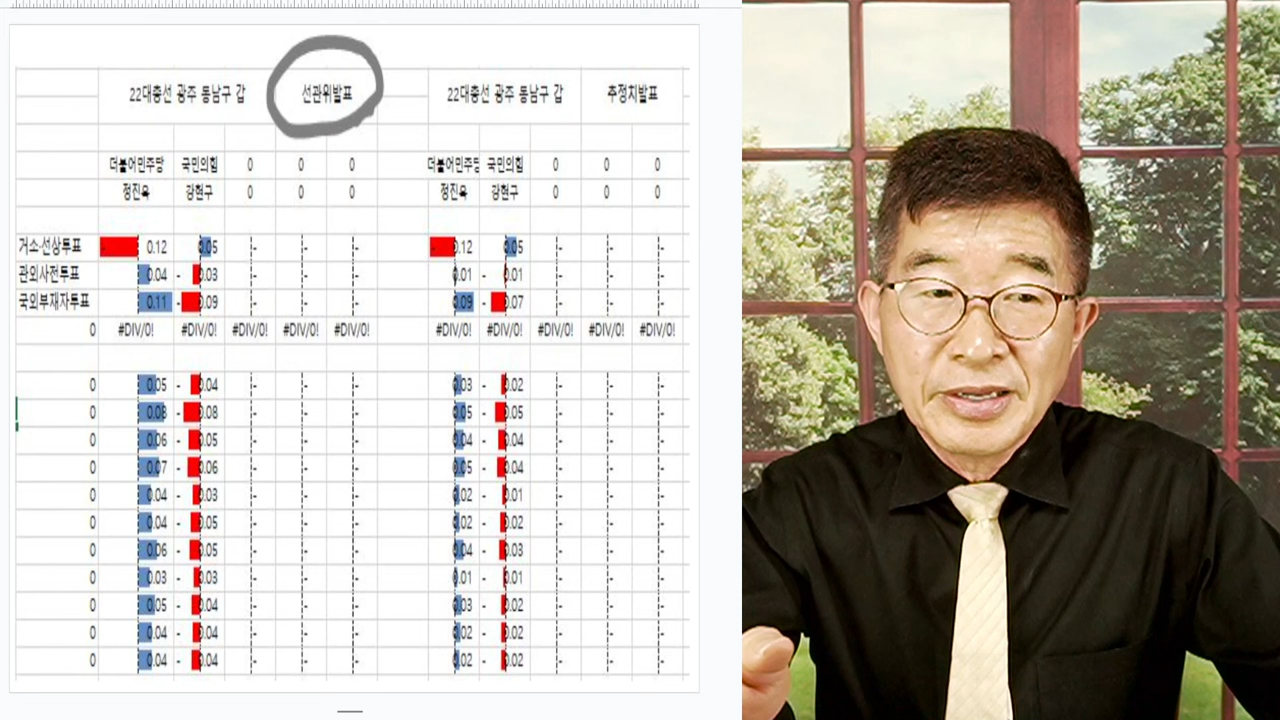 22대총선 광주 동남구 갑 선관위발표 22대총선 광주 동남구 갑 추정치발표
더불어민주당 국민의힘 0 0 0 더불어민주당 국민의힘 0 0 0
정진욱 강현구 0 0 0 정진욱 강현구 0 0 0
거소·선상투표 0.12 0.05 - - - 0.12 0.05 - - -
관외사전투표 0.04 - 0.03 - - - 0.01 - 0.01 - - -
국외부재자투표 0.11 - 0.09 - - - 0.09 - 0.07 - - -
0 #DIV/0! #DIV/0! #DIV/0! #DIV/0! #DIV/0! #DIV/0! #DIV/0! #DIV/0! #DIV/0! #DIV/0!
0 0.05 - 0.04 - - - 0.03 - 0.02 - - -
0 0.08 - 0.08 - - - 0.05 - 0.05 - - -
0 0.06 - 0.05 - - - 0.04 - 0.04 - - -
0 0.07 - 0.06 - - - 0.05 - 0.04 - - -
0 0.04 - 0.03 - - - 0.02 - 0.01 - - -
0 0.04 - 0.05 - - - 0.02 - 0.02 - - -
0 0.06 - 0.05 - - - 0.04 - 0.03 - - -
0 0.03 - 0.03 - - - 0.01 - 0.01 - - -
0 0.05 - 0.04 - - - 0.03 - 0.02 - - -
0 0.04 - 0.04 - - - 0.02 - 0.02 - - -
0 0.04 - 0.04 - - - 0.02 - 0.02 - - -